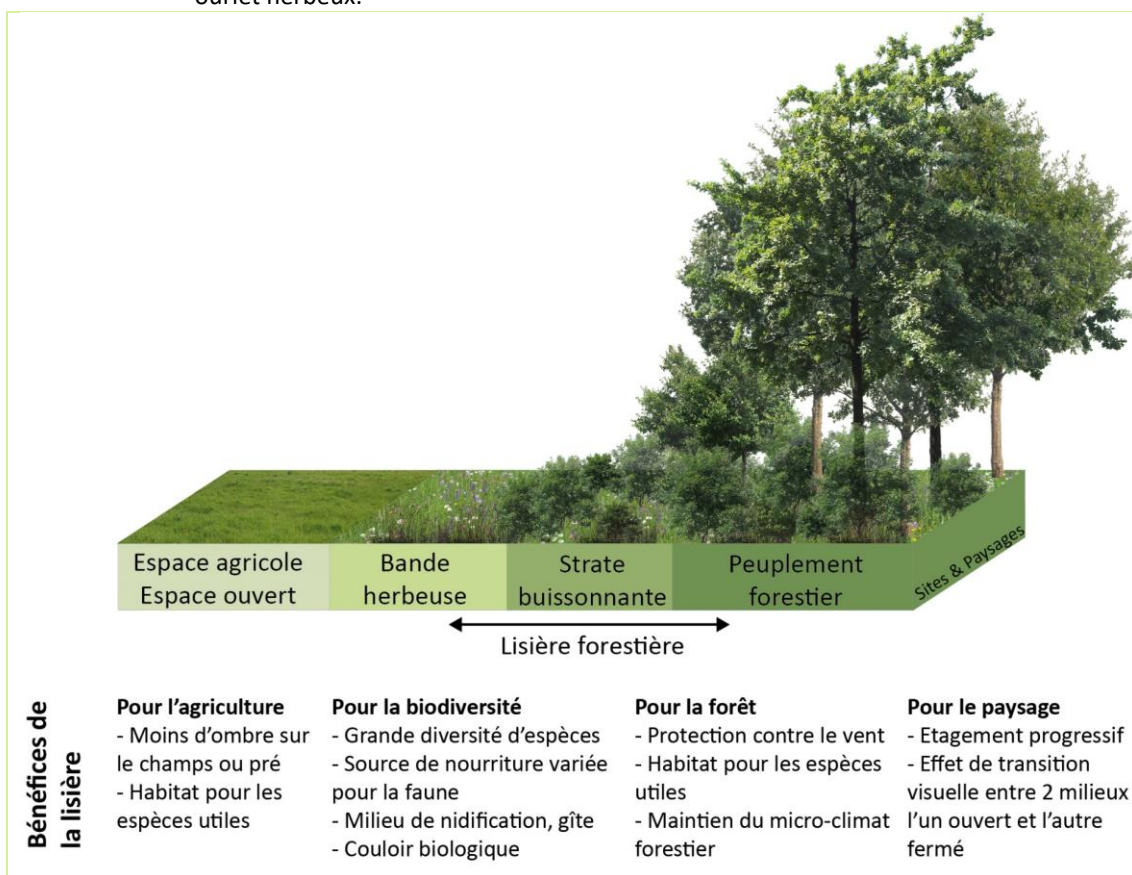 ourlet herbeux.
Espace agricole
Espace ouvert
Bande
herbeuse
Strate
buissonnante
Peuplement
forestier
Sites & Paysages
Lisière forestière
Bénéfices de
la lisière
Pour l'agriculture
- Moins d'ombre sur
le champs ou pré
- Habitat pour les
espèces utiles
Pour la biodiversité
- Grande diversité d'espèces
- Source de nourriture variée
pour la faune
- Milieu de nidification, gîte
- Couloir biologique
Pour la forêt
- Protection contre le vent
- Habitat pour les espèces
utiles
- Maintien du micro-climat
forestier
Pour le paysage
- Etagement progressif
- Effet de transition
visuelle entre 2 milieux
l'un ouvert et l'autre
fermé